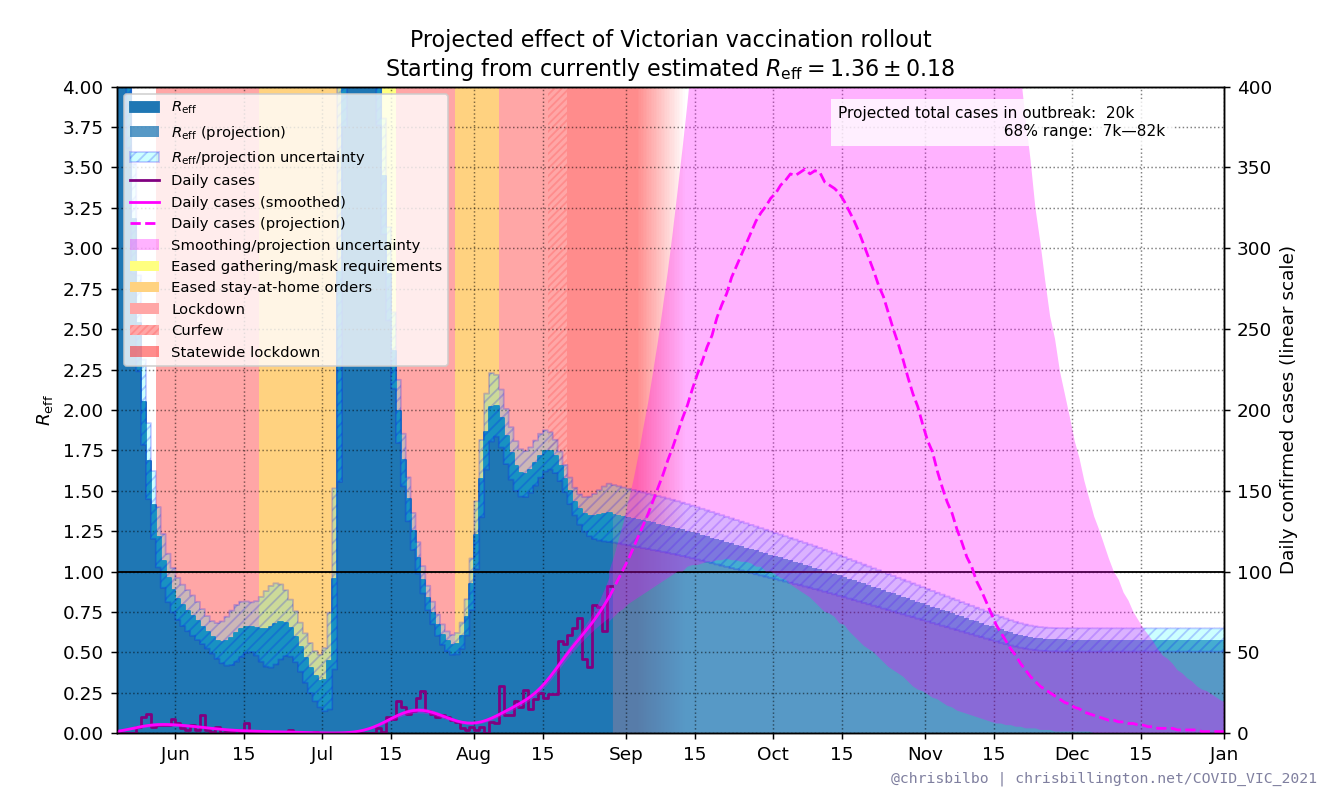 Projected effect of Victorian vaccination rollout
Starting from currently estimated R_eff = 1.36 ± 0.18
R_eff
R_eff (projection)
R_eff/projection uncertainty
Daily cases
Daily cases (smoothed)
Daily cases (projection)
Smoothing/projection uncertainty
Eased gathering/mask requirements
Eased stay-at-home orders
Lockdown
Curfew
Statewide lockdown
Projected total cases in outbreak: 20k
68% range: 7k—82k
R_eff
4.00
3.75
3.50
3.25
3.00
2.75
2.50
2.25
2.00
1.75
1.50
1.25
1.00
0.75
0.50
0.25
0.00
400
350
300
250
200
150
100
50
0
Daily confirmed cases (linear scale)
Jun 15 Jul 15 Aug 15 Sep 15 Oct 15 Nov 15 Dec 15 Jan
@chrisbilbo | chrisbillington.net/COVID_VIC_2021